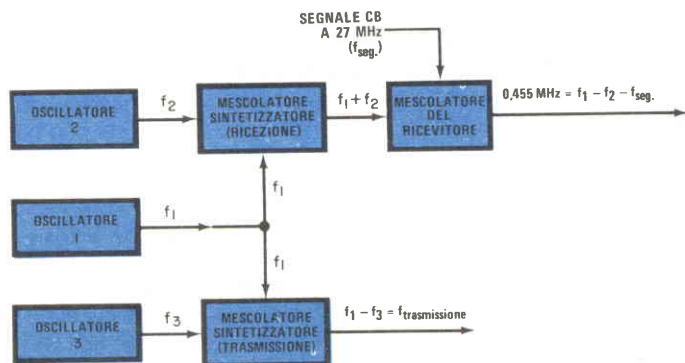 SEGNALE CB
A 27 MHz
(fseg.)
OSCILLATORE
2
f2
MESCOLATORE
SINTETIZZATORE
(RICEZIONE)
f1 + f2
MESCOLATORE
DEL
RICEVITORE
0,455 MHz = f1 – f2 – fseg.
f1
OSCILLATORE
1
f1
f1
OSCILLATORE
3
f3
MESCOLATORE
SINTETIZZATORE
(TRASMISSIONE)
f1 – f3 = ftrasmissione